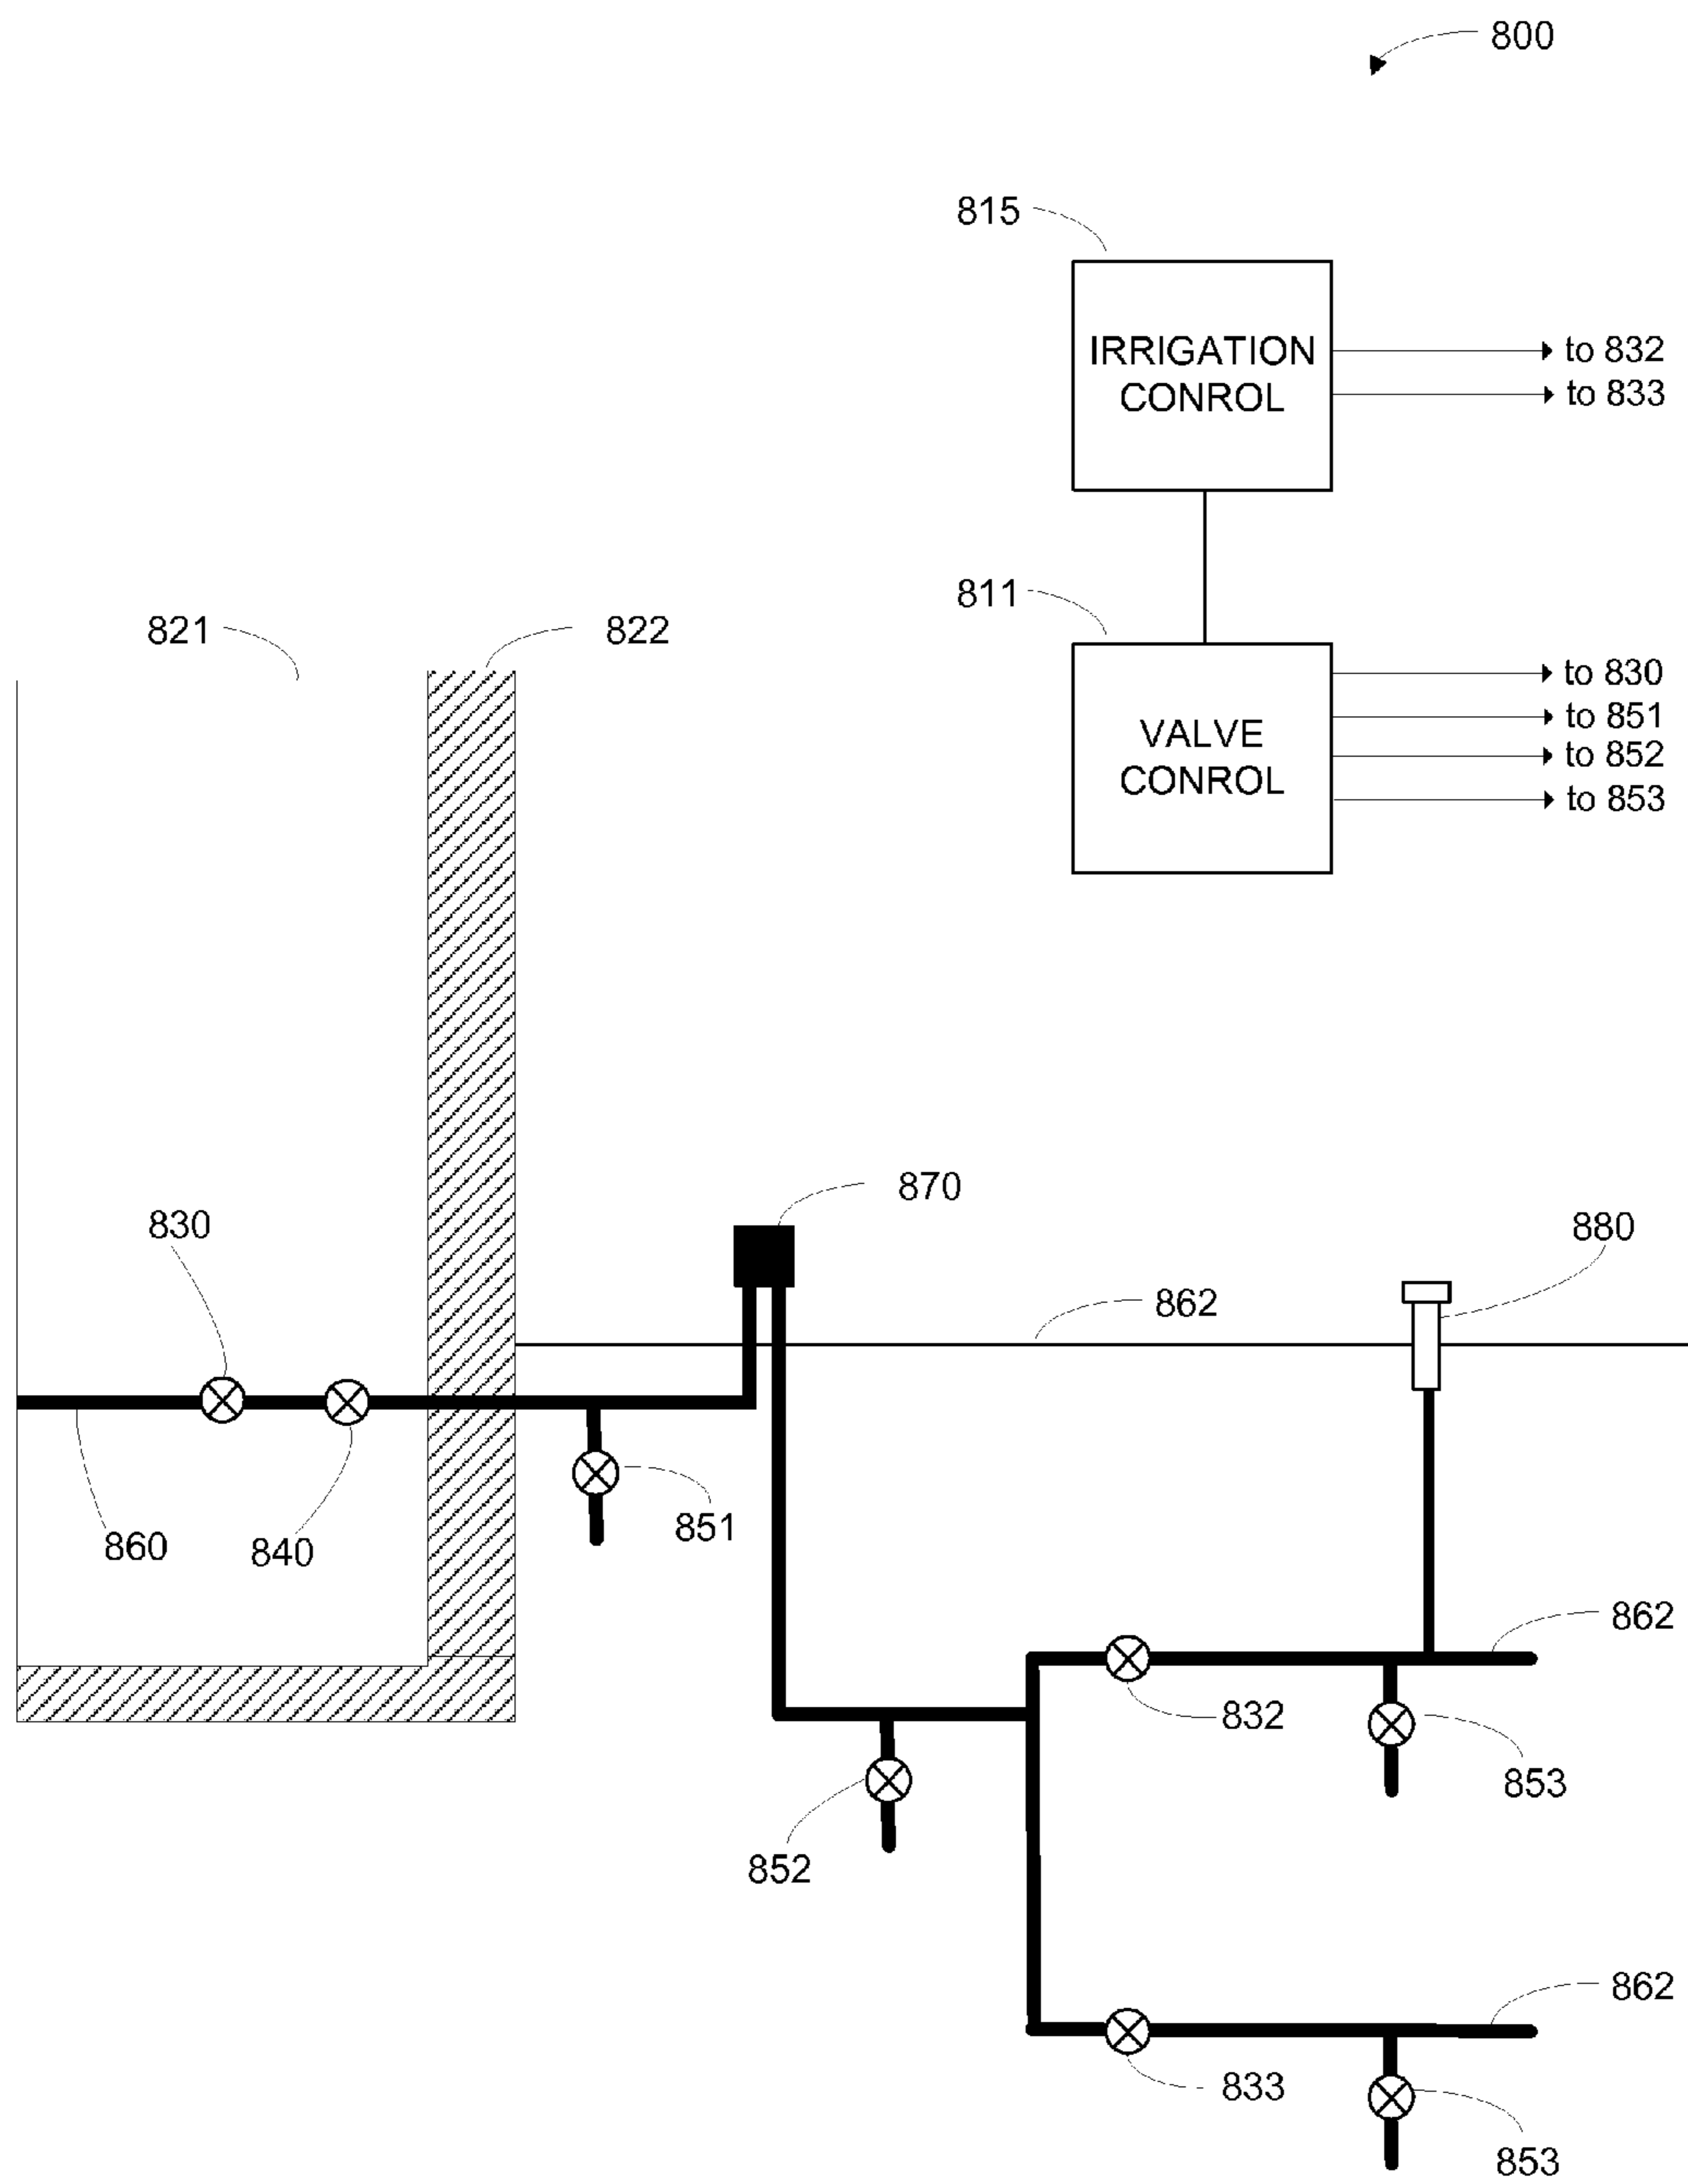 800
815
IRRIGATION
CONROL
to 832
to 833
811
821
822
VALVE
CONROL
to 830
to 851
to 852
to 853
870
830
880
862
851
860
840
862
832
853
852
862
833
853